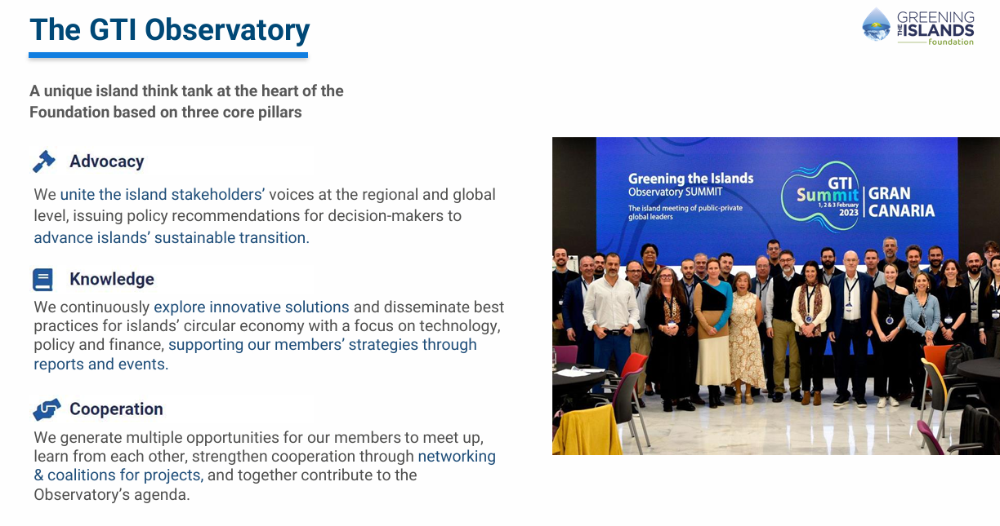 The GTI Observatory
GREENING
THE ISLANDS
foundation
A unique island think tank at the heart of the
Foundation based on three core pillars
Advocacy
We unite the island stakeholders’ voices at the regional and global
level, issuing policy recommendations for decision-makers to
advance islands’ sustainable transition.
Knowledge
We continuously explore innovative solutions and disseminate best
practices for islands’ circular economy with a focus on technology,
policy and finance, supporting our members’ strategies through
reports and events.
Cooperation
We generate multiple opportunities for our members to meet up,
learn from each other, strengthen cooperation through networking
& coalitions for projects, and together contribute to the
Observatory’s agenda.
Greening the Islands
Observatory SUMMIT
The island meeting of public-private
global leaders
GTI
Summit
1, 2 & 3 February
2023
GRAN
CANARIA